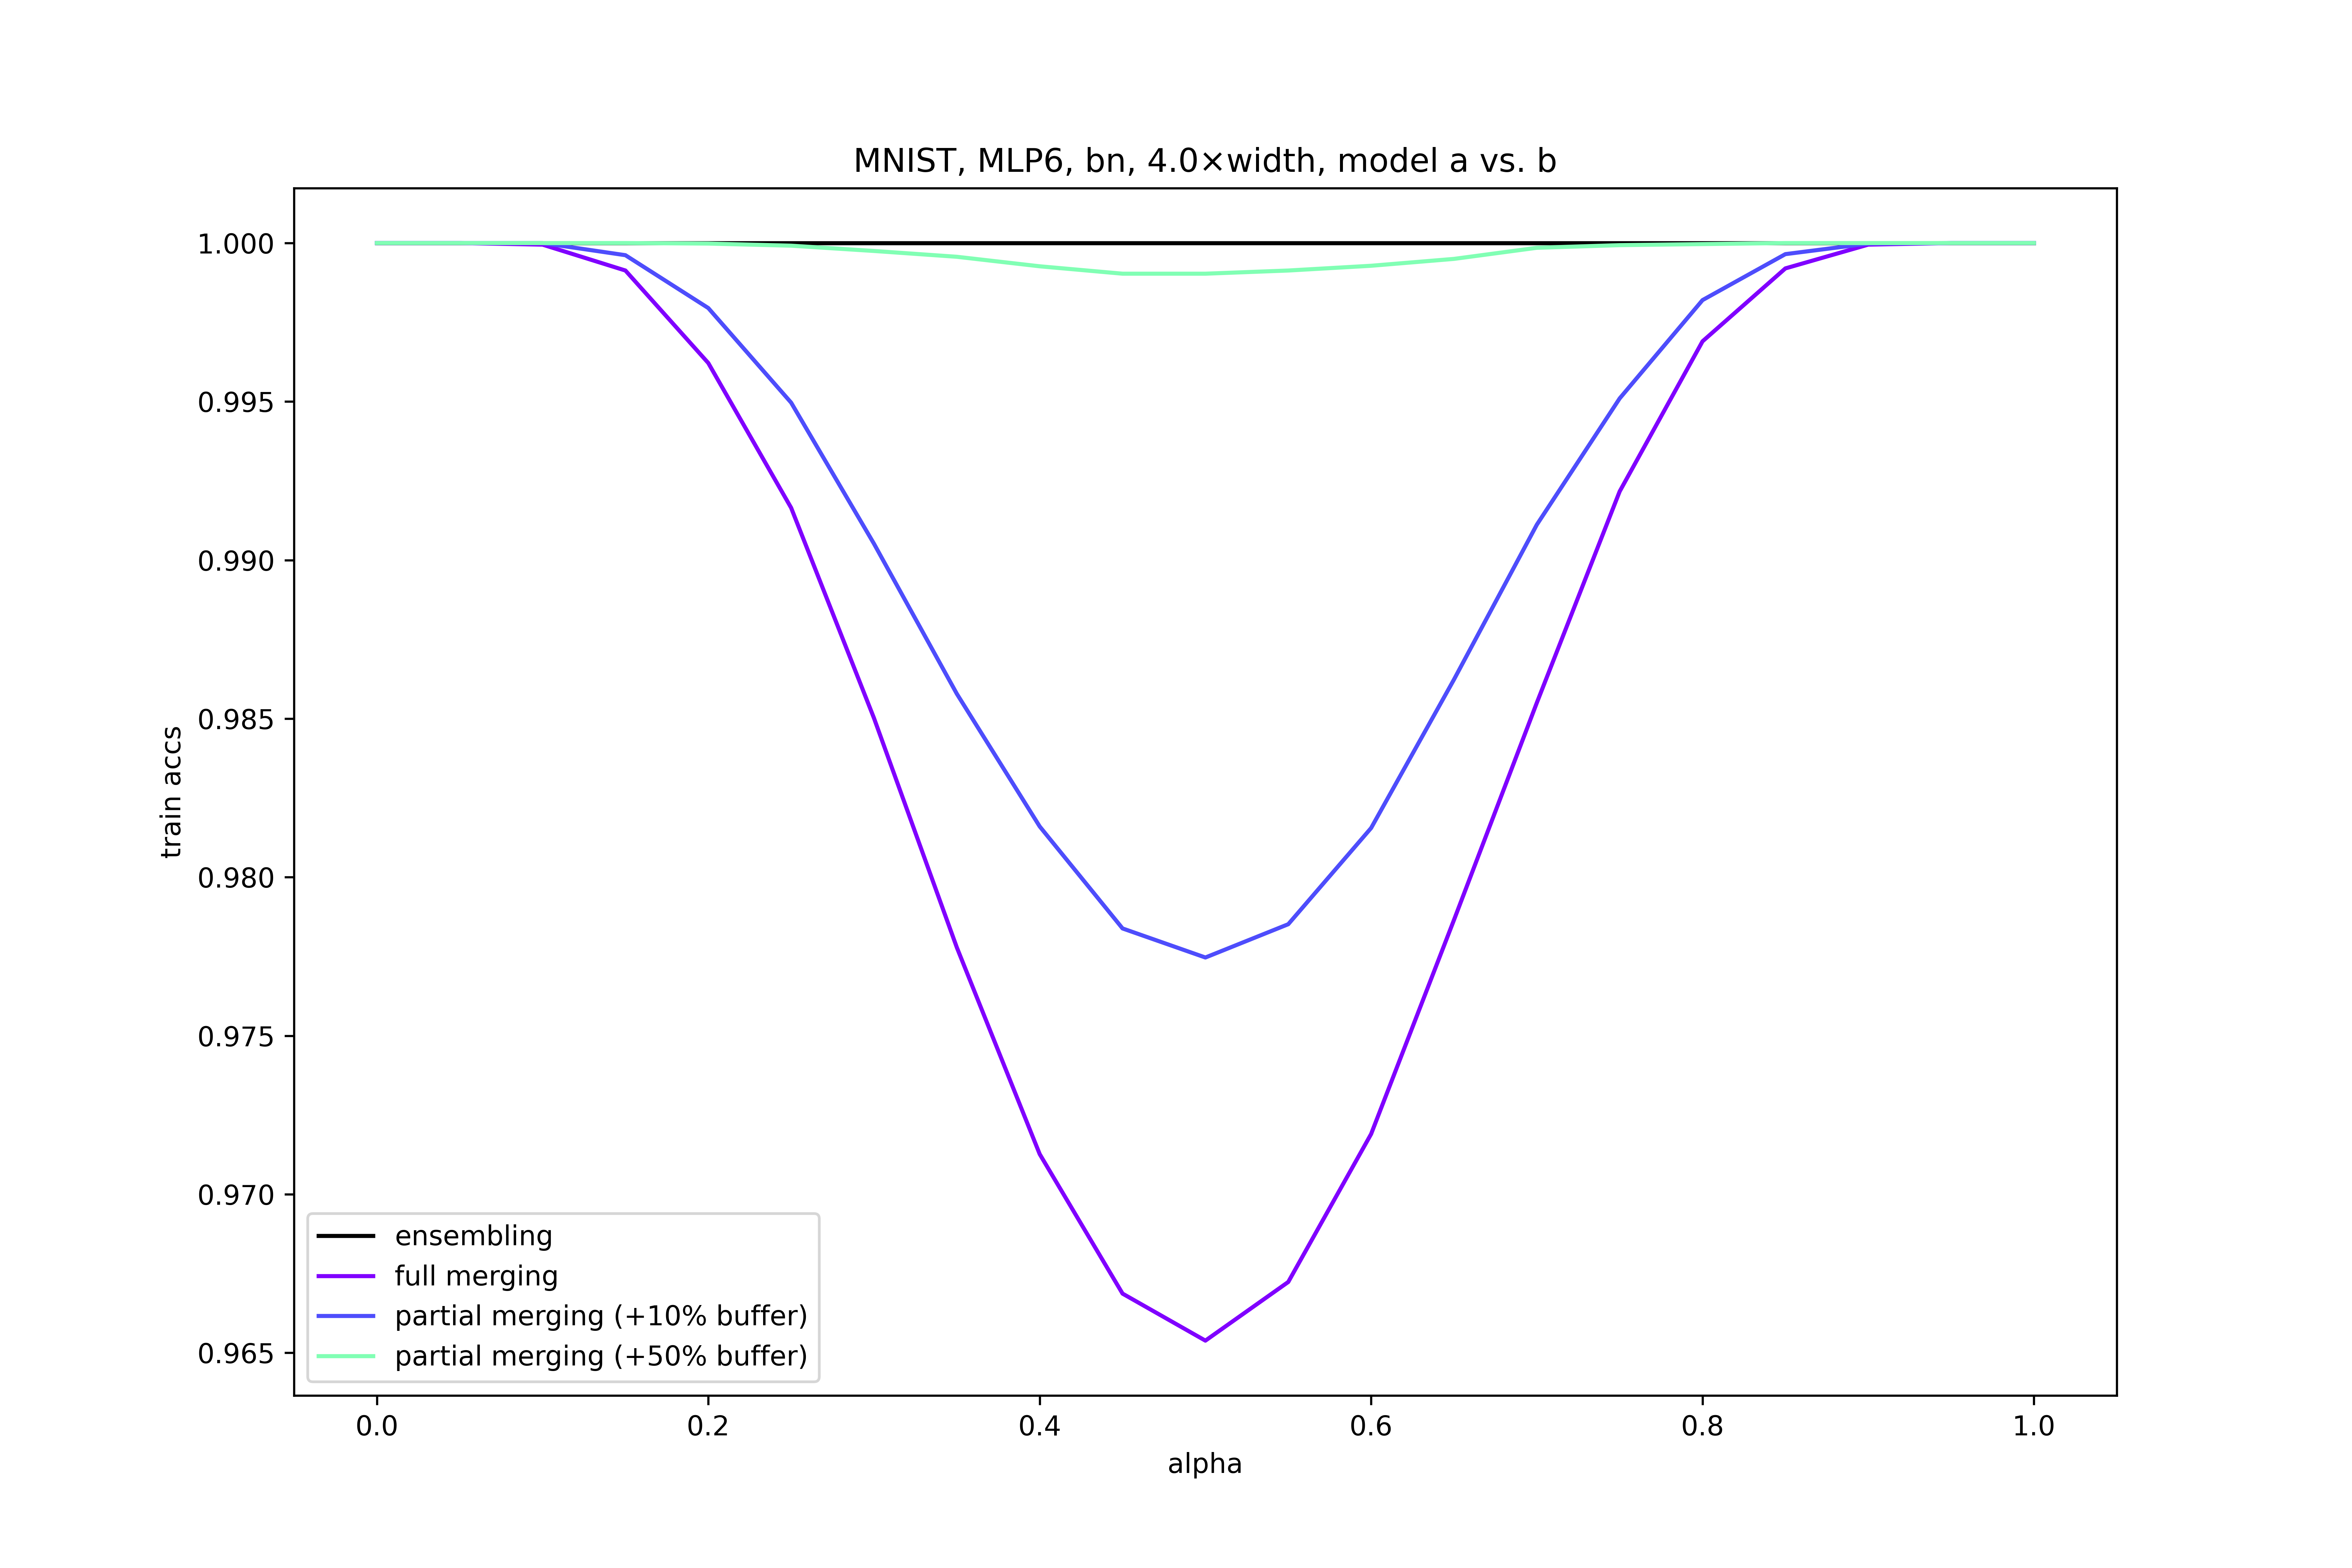 MNIST, MLP6, bn, 4.0×width, model a vs. b
1.000
0.995
0.990
0.985
0.980
0.975
0.970
0.965
train accs
ensembling
full merging
partial merging (+10% buffer)
partial merging (+50% buffer)
0.0 0.2 0.4 0.6 0.8 1.0
alpha